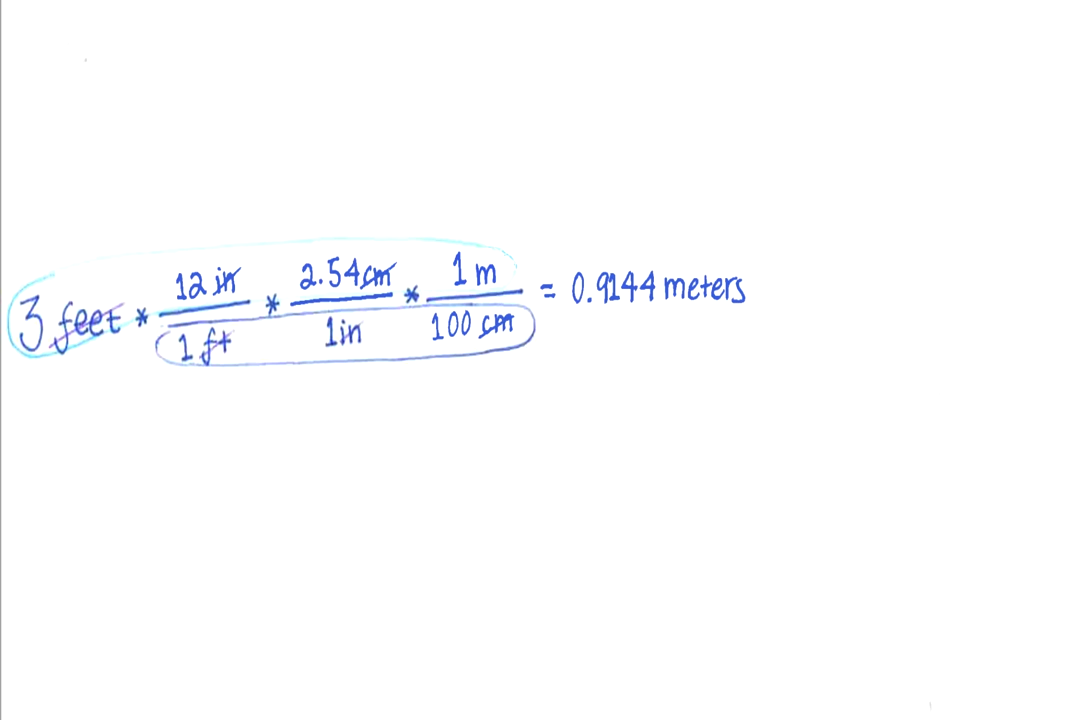 3 feet * 12 in / 1 ft * 2.54 cm / 1in * 1 m / 100 cm = 0.9144 meters